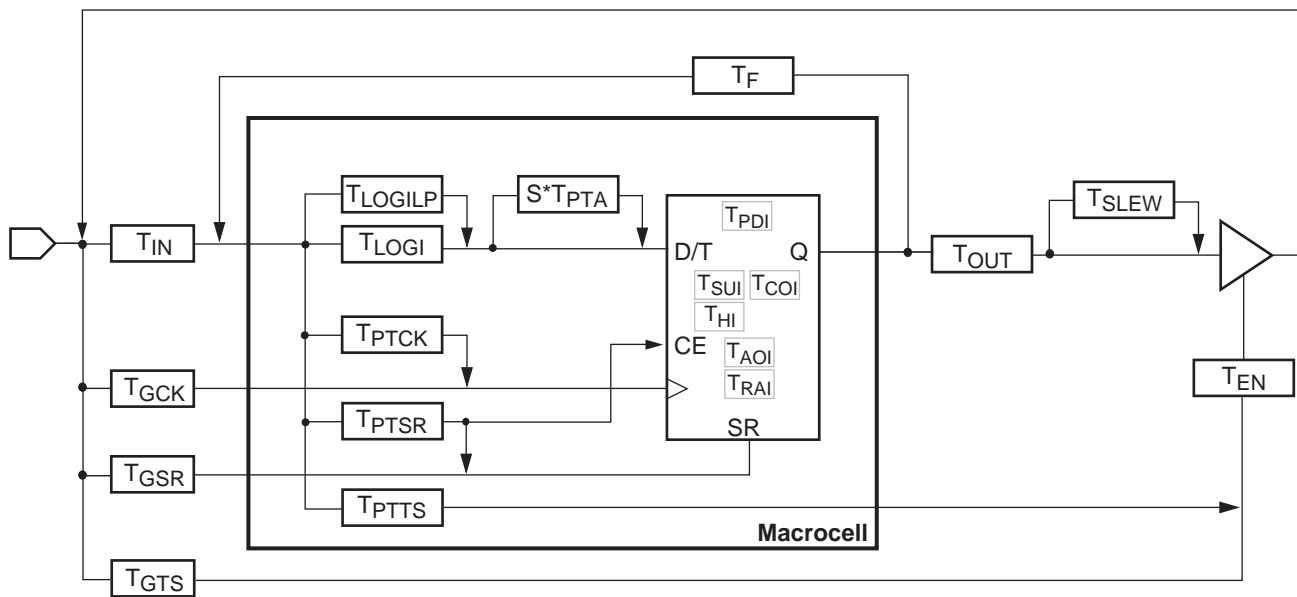 TF
TLOGILP
S*TPTA
TPDI
TSLEW
TIN
TLOGI
D/T
Q
TOUT
TSUI
TCOI
THI
TPTCK
CE
TAOI
TGCK
TRAI
TEN
TPTSR
SR
TGSR
TPTTS
Macrocell
TGTS